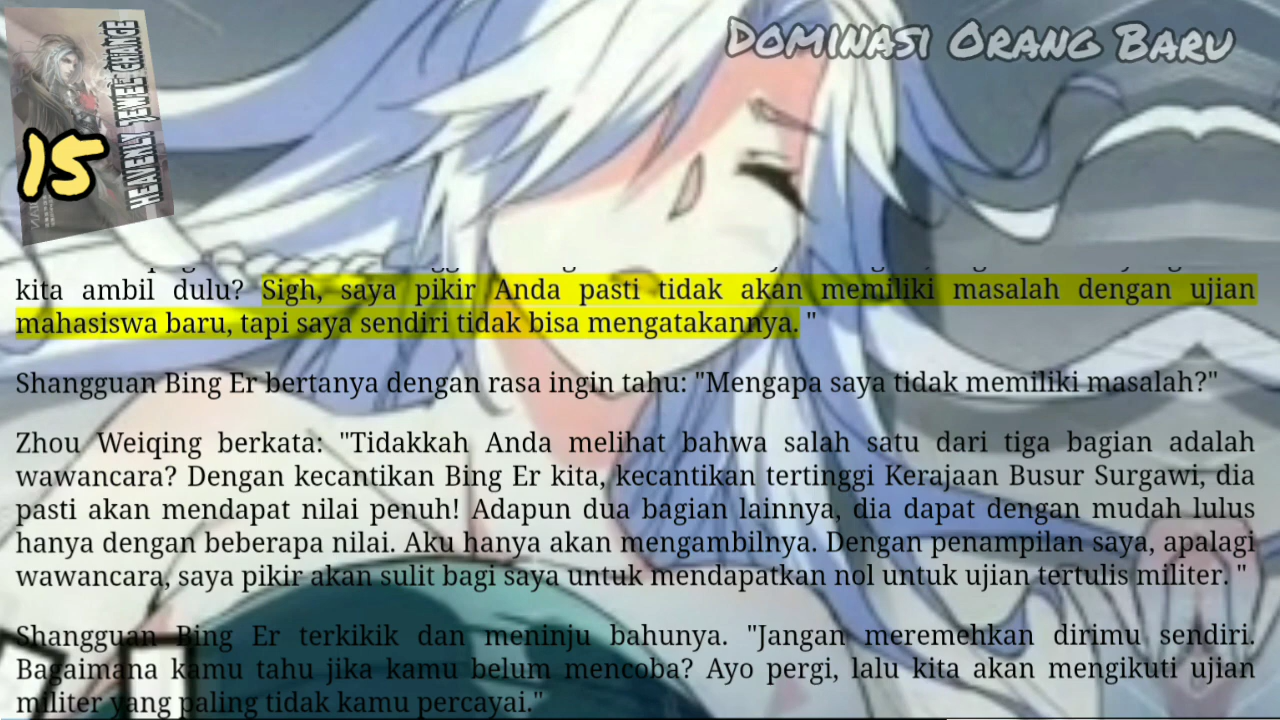 Dominasi Orang Baru
HEAVENLY JEWEL CHANGE
15
kita ambil dulu? Sigh, saya pikir Anda pasti tidak akan memiliki masalah dengan ujian
mahasiswa baru, tapi saya sendiri tidak bisa mengatakannya. "
Shangguan Bing Er bertanya dengan rasa ingin tahu: "Mengapa saya tidak memiliki masalah?"
Zhou Weiqing berkata: "Tidakkah Anda melihat bahwa salah satu dari tiga bagian adalah
wawancara? Dengan kecantikan Bing Er kita, kecantikan tertinggi Kerajaan Busur Surgawi, dia
pasti akan mendapat nilai penuh! Adapun dua bagian lainnya, dia dapat dengan mudah lulus
hanya dengan beberapa nilai. Aku hanya akan mengambilnya. Dengan penampilan saya, apalagi
wawancara, saya pikir akan sulit bagi saya untuk mendapatkan nol untuk ujian tertulis militer. "
Shangguan Bing Er terkikik dan meninju bahunya. "Jangan meremehkan dirimu sendiri.
Bagaimana kamu tahu jika kamu belum mencoba? Ayo pergi, lalu kita akan mengikuti ujian
militer yang paling tidak kamu percayai."